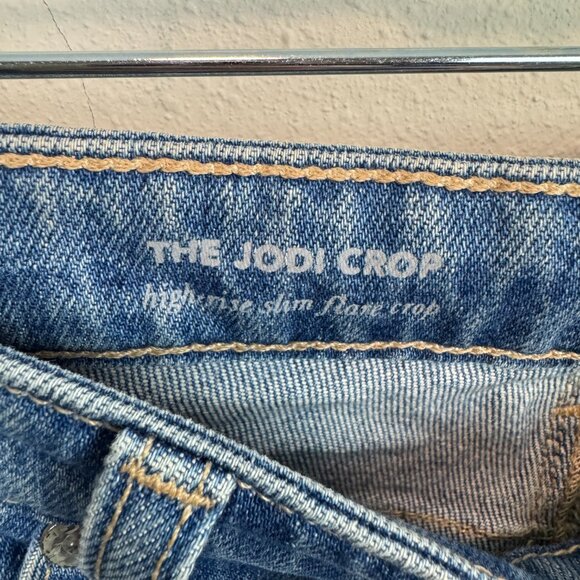 THE JODI CROP
high-rise slim flare crop